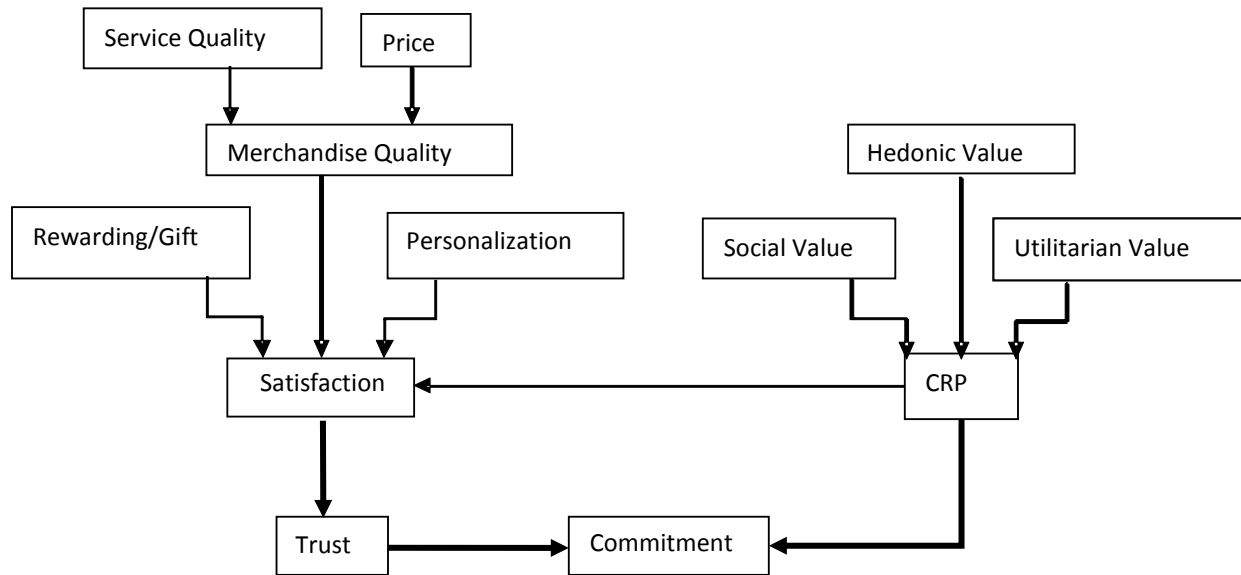 Service Quality
Price
Merchandise Quality
Hedonic Value
Rewarding/Gift
Personalization
Social Value
Utilitarian Value
Satisfaction
CRP
Trust
Commitment